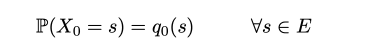 ℙ(X₀ = s) = q₀(s) ∀s ∈ E